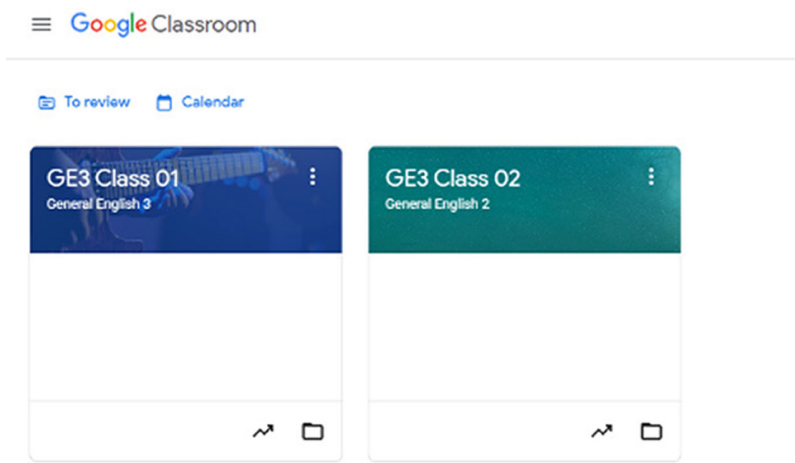 Google Classroom
To review Calendar
GE3 Class 01
General English 3
GE3 Class 02
General English 2